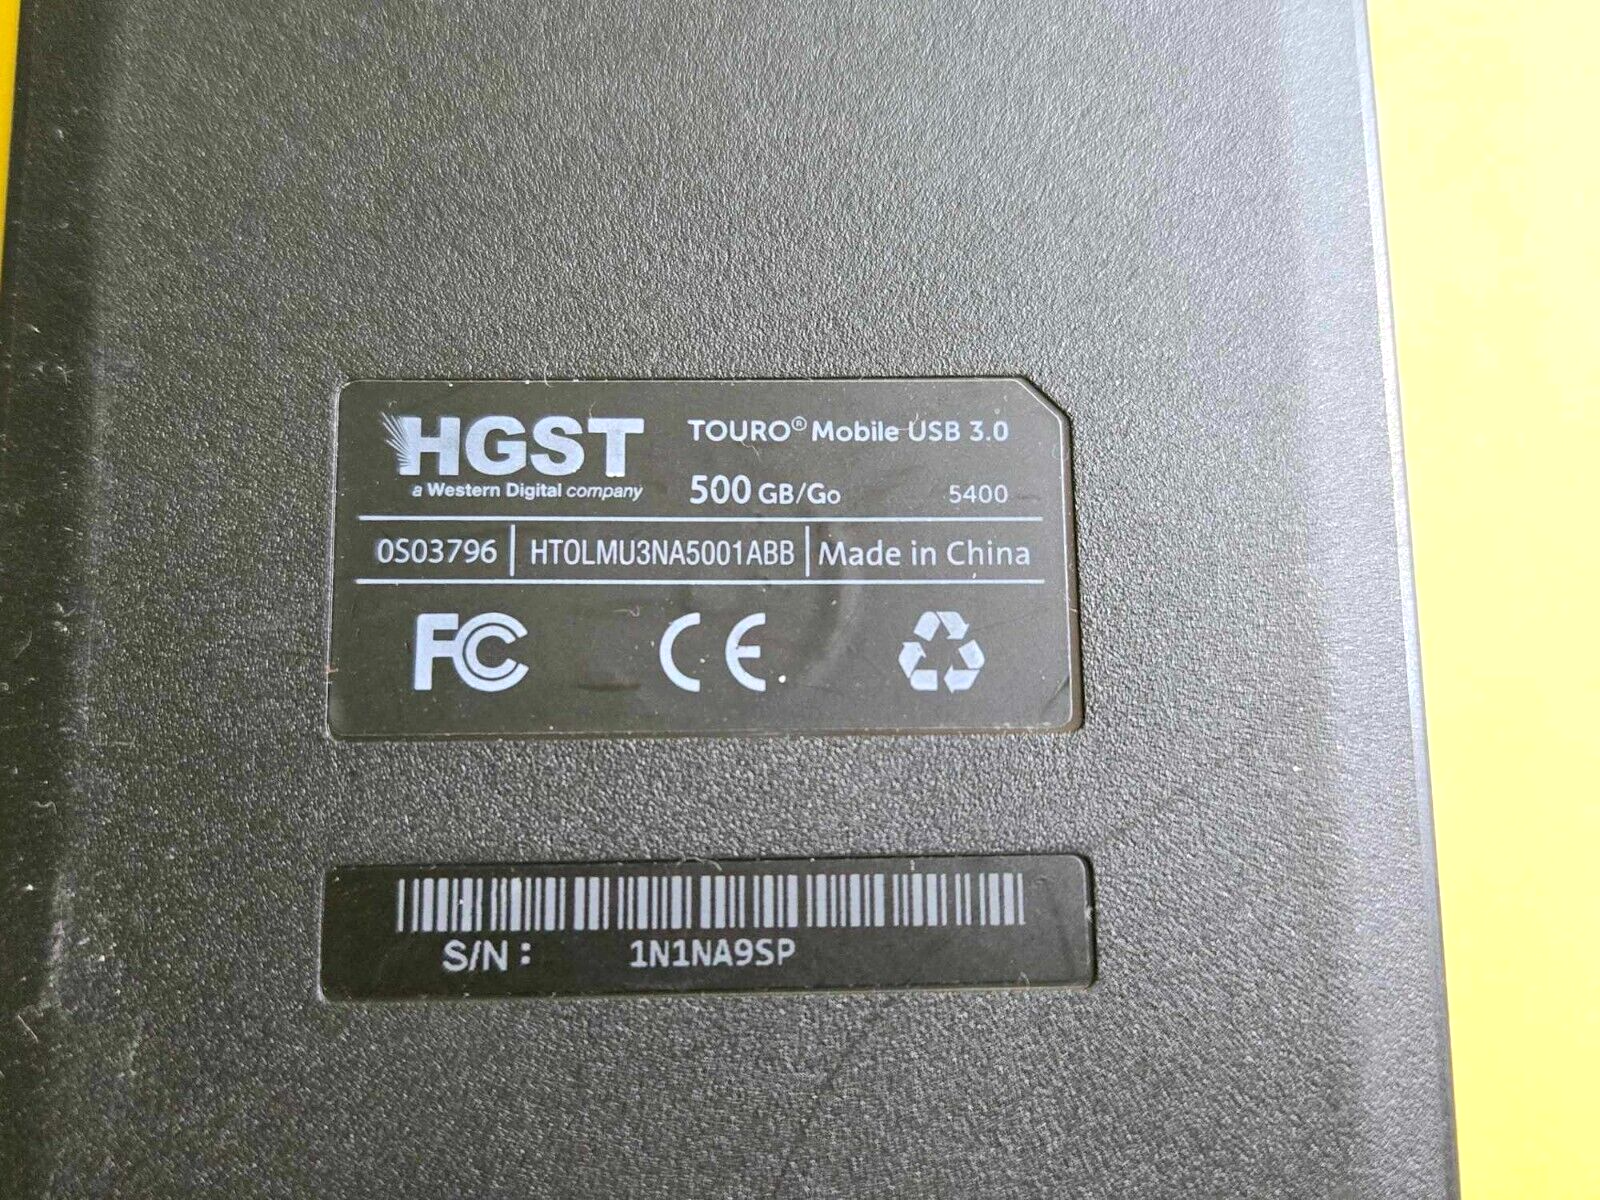 HGST
a Western Digital company
TOURO® Mobile USB 3.0
500 GB/Go 5400
0S03796 | HTOLMU3NA5001ABB | Made in China
FC
CE
S/N : 1N1NA9SP